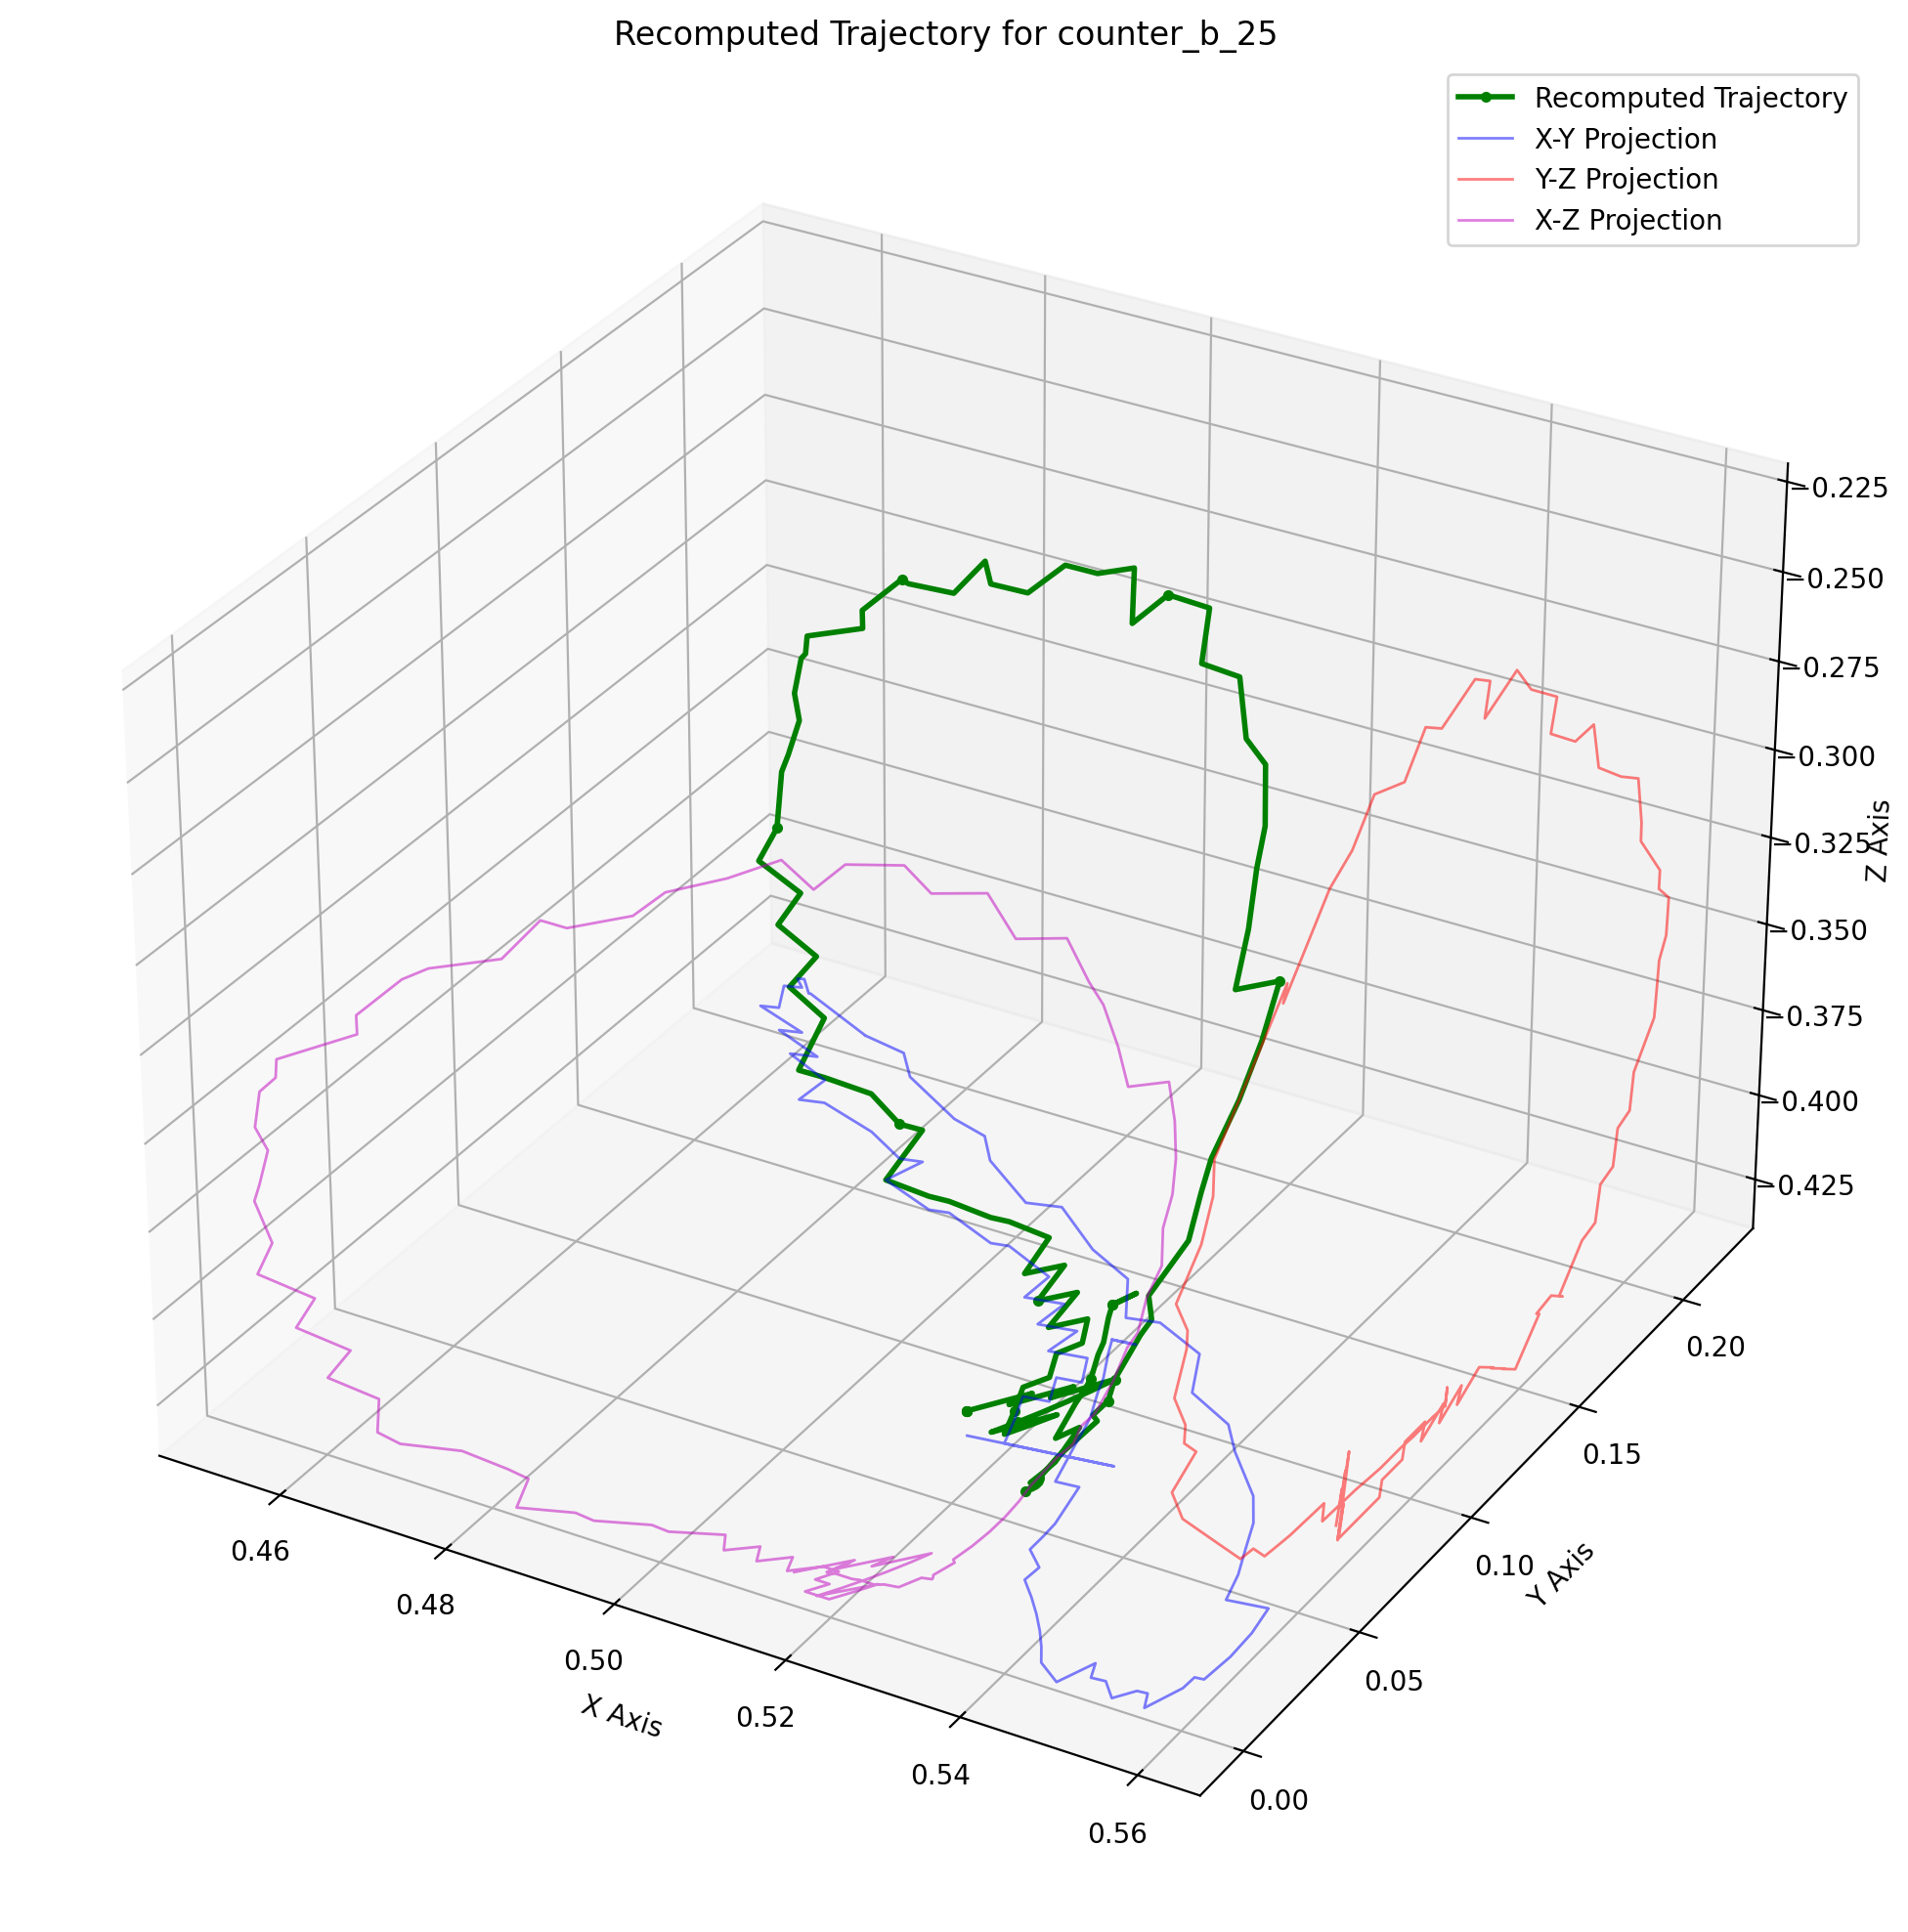 Recomputed Trajectory for counter_b_25
Recomputed Trajectory
X-Y Projection
Y-Z Projection
X-Z Projection
−0.225
−0.250
−0.275
−0.300
−0.325
−0.350
−0.375
−0.400
−0.425
Z Axis
0.20
0.15
0.10
0.05
0.00
Y Axis
0.46
0.48
0.50
0.52
0.54
0.56
X Axis